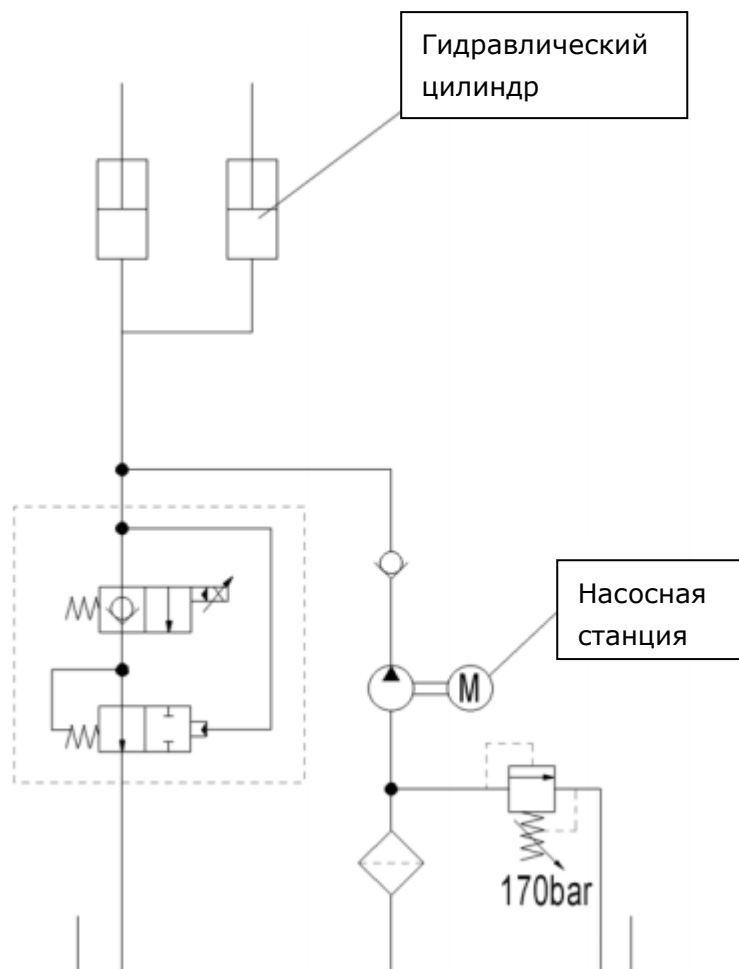 Гидравлический
цилиндр
Насосная
станция
M
170bar